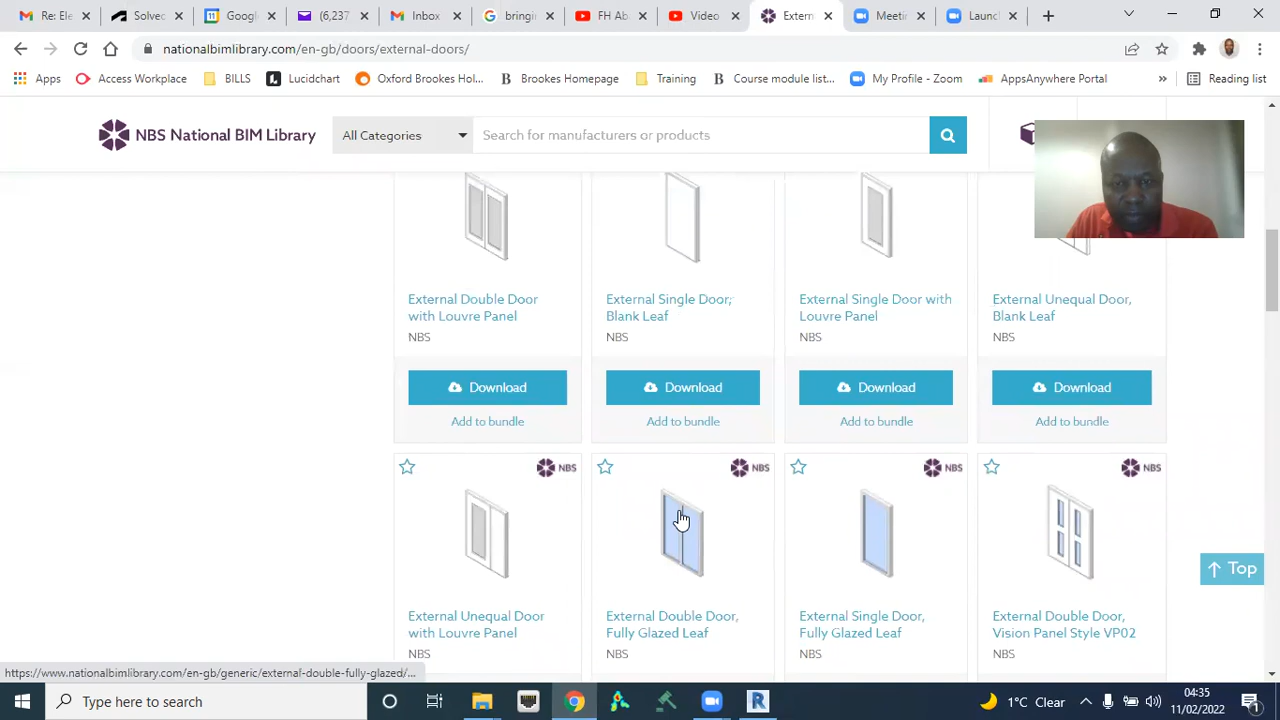 Re: Ele
Solved
Google
(6,237
Inbox
bringin
FH Ab
Video
Extern
Meetin
Launc
nationalbimlibrary.com/en-gb/doors/external-doors/
Apps
Access Workplace
BILLS
Lucidchart
Oxford Brookes Hol...
Brookes Homepage
Training
Course module list...
My Profile - Zoom
AppsAnywhere Portal
»
Reading list
NBS National BIM Library
All Categories
Search for manufacturers or products
External Double Door
with Louvre Panel
NBS
External Single Door,
Blank Leaf
NBS
External Single Door with
Louvre Panel
NBS
External Unequal Door,
Blank Leaf
NBS
Download
Download
Download
Download
Add to bundle
Add to bundle
Add to bundle
Add to bundle
NBS
NBS
NBS
NBS
Top
External Unequal Door
with Louvre Panel
NBS
External Double Door,
Fully Glazed Leaf
NBS
External Single Door,
Fully Glazed Leaf
NBS
External Double Door,
Vision Panel Style VP02
NBS
https://www.nationalbimlibrary.com/en-gb/generic/external-double-fully-glazed/...
Type here to search
1°C Clear
04:35
11/02/2022